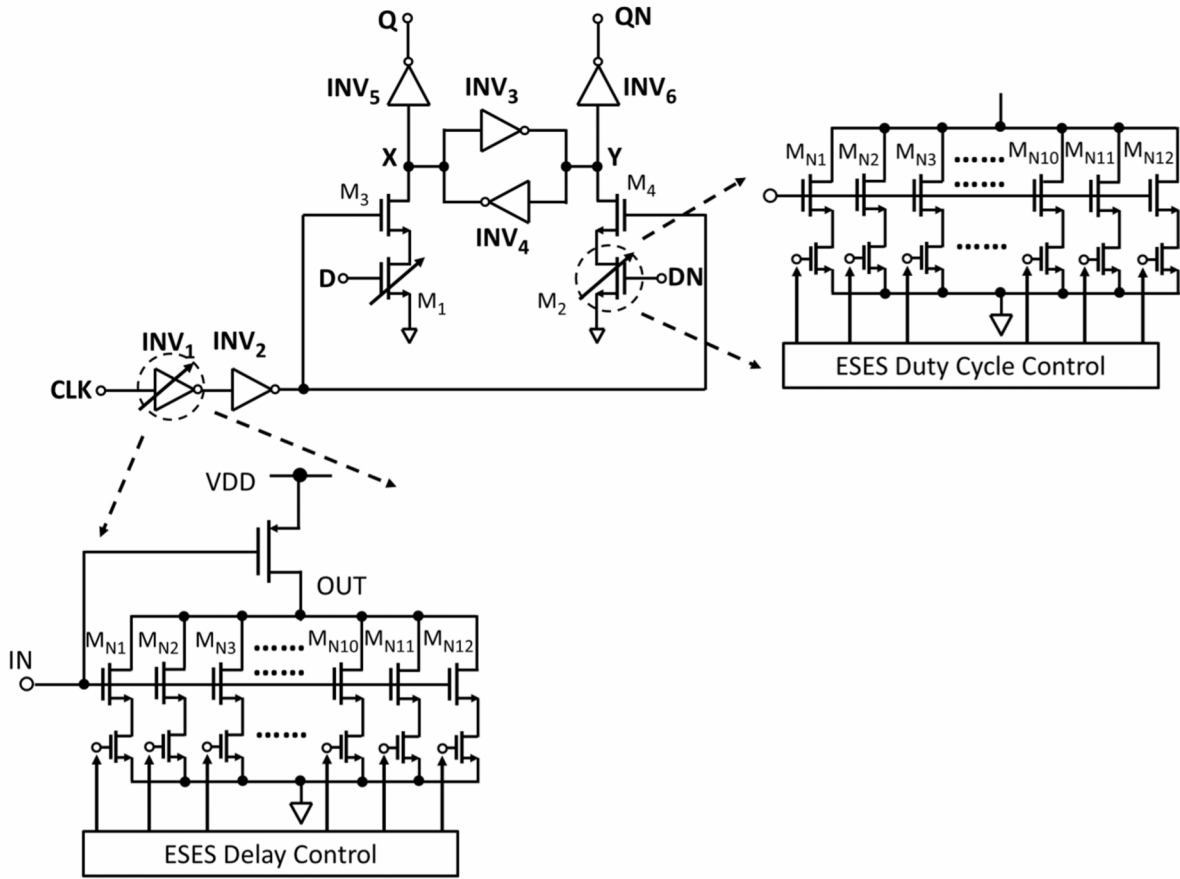 Q QN
INV5 INV3 INV6
X Y
M3 M4
INV4
D DN
M1 M2
INV1 INV2
CLK
MN1 MN2 MN3 ...... MN10 MN11 MN12
......
......
ESES Duty Cycle Control
VDD
OUT
IN
MN1 MN2 MN3 ...... MN10 MN11 MN12
......
......
ESES Delay Control